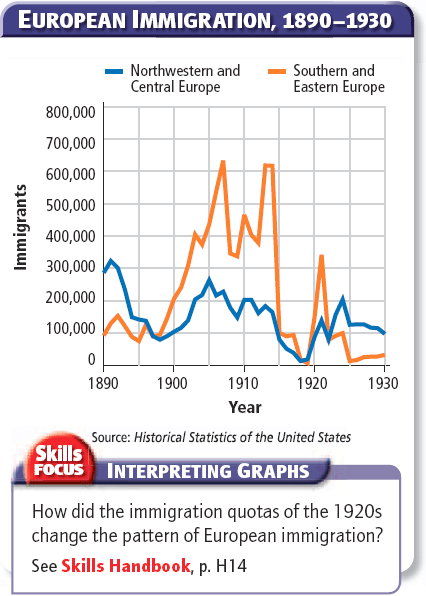 EUROPEAN IMMIGRATION, 1890–1930
Northwestern and
Central Europe
Southern and
Eastern Europe
800,000
700,000
600,000
500,000
400,000
300,000
200,000
100,000
0
Immigrants
1890 1900 1910 1920 1930
Year
Source: Historical Statistics of the United States
Skills
FOCUS
INTERPRETING GRAPHS
How did the immigration quotas of the 1920s
change the pattern of European immigration?
See Skills Handbook, p. H14